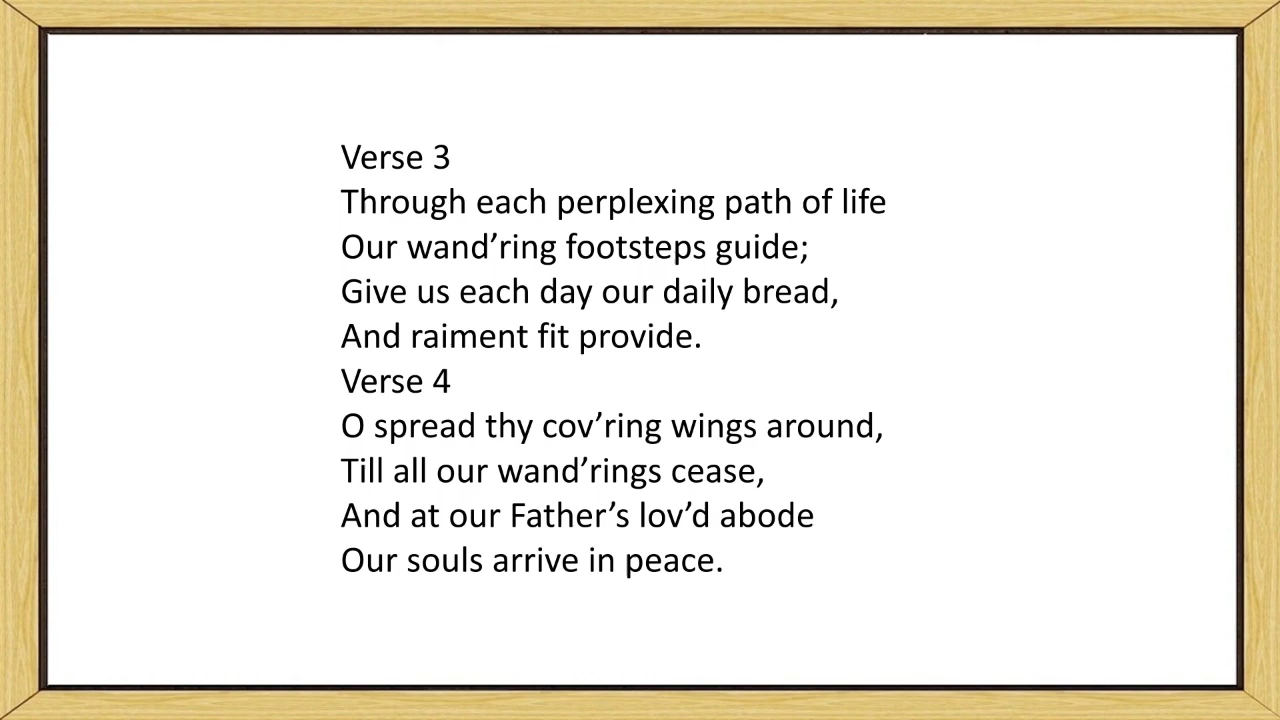 Verse 3
Through each perplexing path of life
Our wand’ring footsteps guide;
Give us each day our daily bread,
And raiment fit provide.
Verse 4
O spread thy cov’ring wings around,
Till all our wand’rings cease,
And at our Father’s lov’d abode
Our souls arrive in peace.